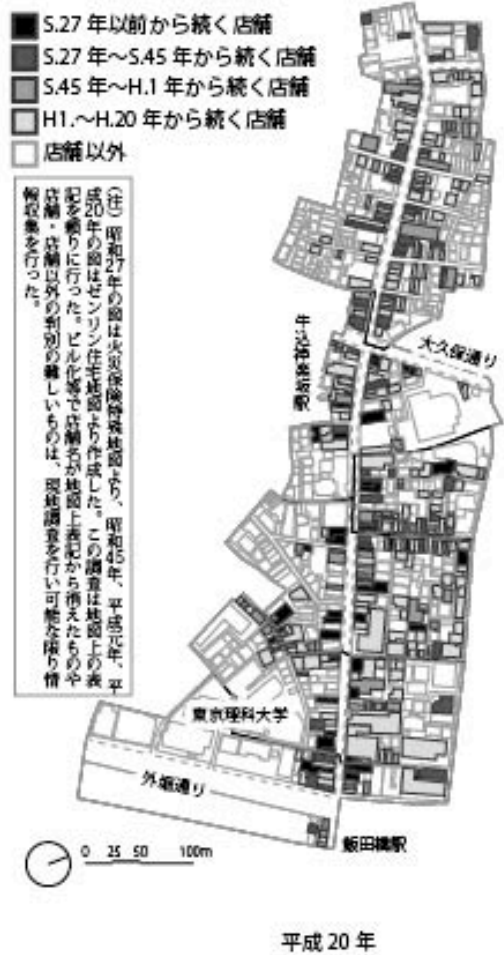 S.27 年以前から続く店舗
S.27 年～S.45 年から続く店舗
S.45 年～H.1 年から続く店舗
H1.～H.20 年から続く店舗
店舗以外
(注) 昭和27年の図は火災保険特殊地図より、昭和45年、平成元年、平
成20年の図はゼンリン住宅地図より作成した。この調査は地図上の表
記を頼りに行った。ビル化等で店舗名が地図上表記から消えたものや
店舗・店舗以外の判別の難しいものは、現地調査を行い可能な限り情
報収集を行った。
大久保通り
牛込神楽坂駅
東京理科大学
外堀通り
飯田橋駅
0 25 50 100m
平成 20 年